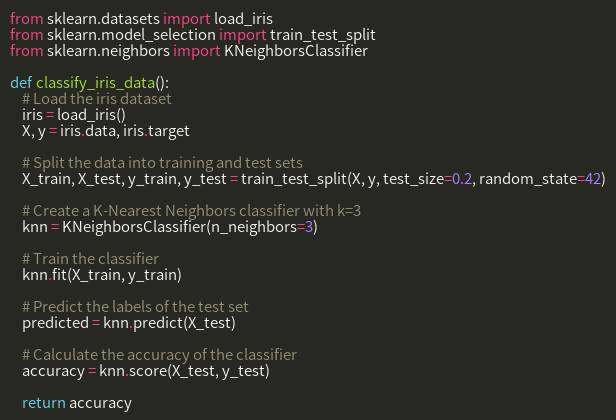 from sklearn.datasets import load_iris
from sklearn.model_selection import train_test_split
from sklearn.neighbors import KNeighborsClassifier

def classify_iris_data():
    # Load the iris dataset
    iris = load_iris()
    X, y = iris.data, iris.target

    # Split the data into training and test sets
    X_train, X_test, y_train, y_test = train_test_split(X, y, test_size=0.2, random_state=42)

    # Create a K-Nearest Neighbors classifier with k=3
    knn = KNeighborsClassifier(n_neighbors=3)

    # Train the classifier
    knn.fit(X_train, y_train)

    # Predict the labels of the test set
    predicted = knn.predict(X_test)

    # Calculate the accuracy of the classifier
    accuracy = knn.score(X_test, y_test)

    return accuracy